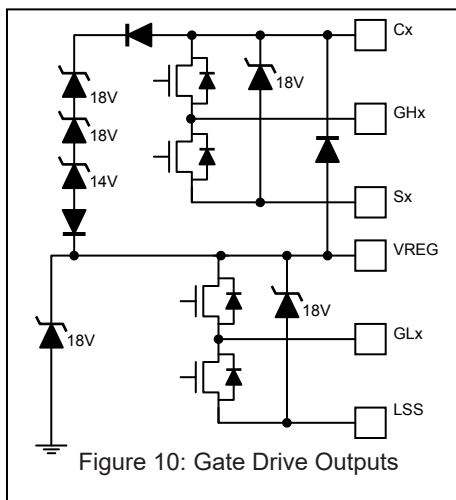 Cx
18V
18V
GHx
18V
14V
Sx
VREG
18V
18V
GLx
LSS
Figure 10: Gate Drive Outputs